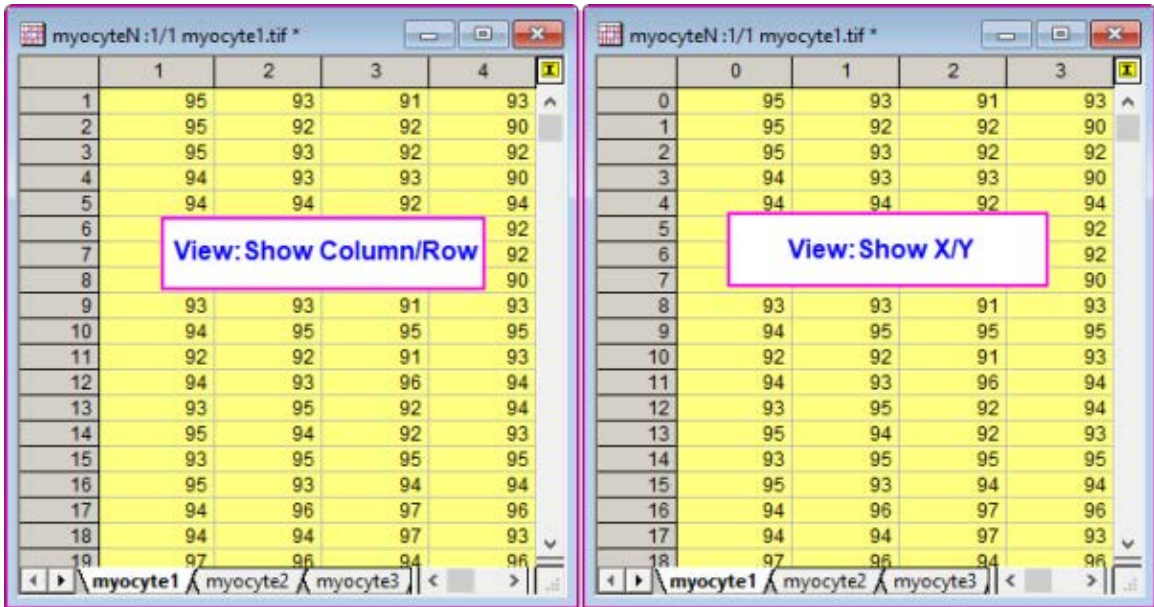 myocyteN :1/1 myocyte1.tif *
1 2 3 4
1 95 93 91 93
2 95 92 92 90
3 95 93 92 92
4 94 93 93 90
5 94 94 92 94
6 92
View: Show Column/Row
7 92
8 90
9 93 93 91 93
10 94 95 95 95
11 92 92 91 93
12 94 93 96 94
13 93 95 92 94
14 95 94 92 93
15 93 95 95 95
16 95 93 94 94
17 94 96 97 96
18 94 94 97 93
19 97 96 94 96
myocyte1 myocyte2 myocyte3
myocyteN :1/1 myocyte1.tif *
0 1 2 3
0 95 93 91 93
1 95 92 92 90
2 95 93 92 92
3 94 93 93 90
4 94 94 92 94
5 92
View: Show X/Y
6 92
7 90
8 93 93 91 93
9 94 95 95 95
10 92 92 91 93
11 94 93 96 94
12 93 95 92 94
13 95 94 92 93
14 93 95 95 95
15 95 93 94 94
16 94 96 97 96
17 94 94 97 93
18 97 96 94 96
myocyte1 myocyte2 myocyte3